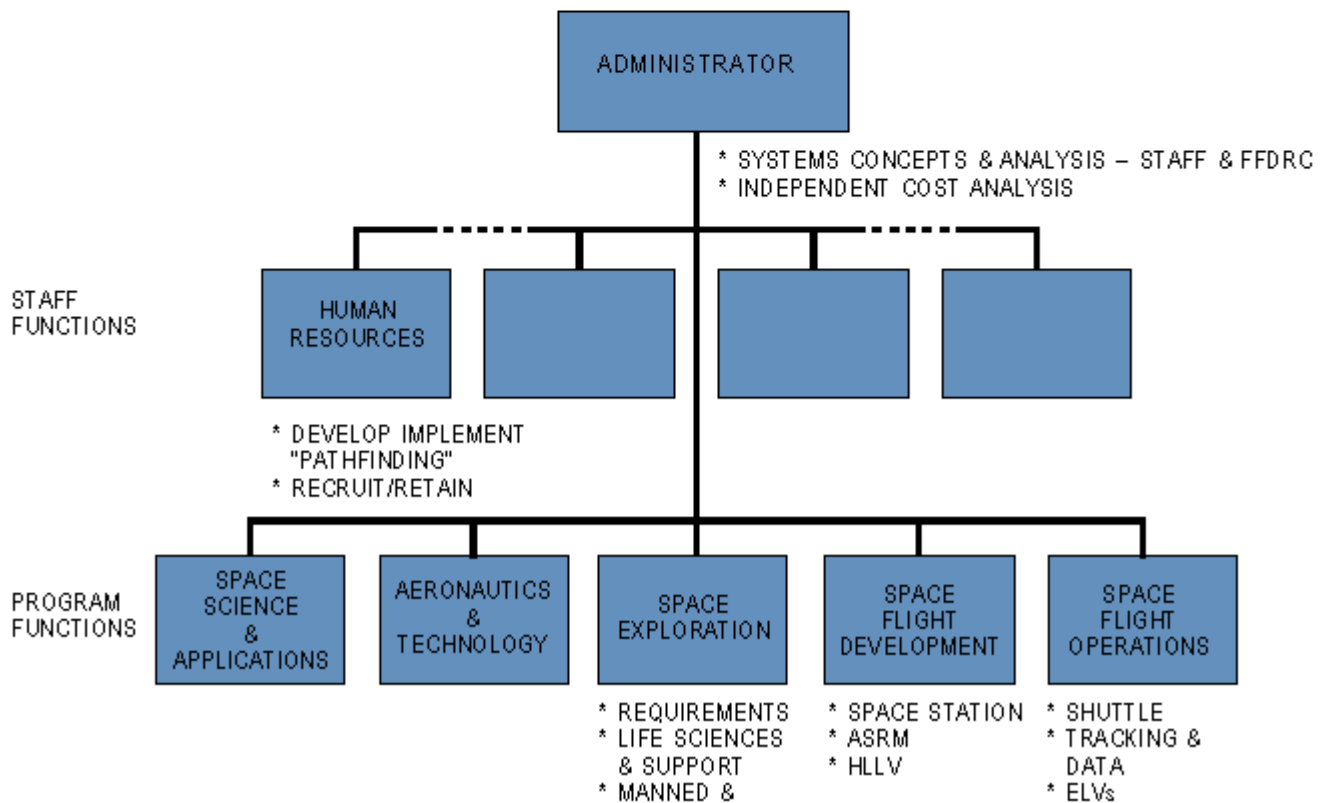 ADMINISTRATOR
* SYSTEMS CONCEPTS & ANALYSIS – STAFF & FFDRC
* INDEPENDENT COST ANALYSIS
STAFF
FUNCTIONS
HUMAN
RESOURCES
* DEVELOP IMPLEMENT
"PATHFINDING"
* RECRUIT/RETAIN
PROGRAM
FUNCTIONS
SPACE
SCIENCE
&
APPLICATIONS
AERONAUTICS
&
TECHNOLOGY
SPACE
EXPLORATION
* REQUIREMENTS
* LIFE SCIENCES
& SUPPORT
* MANNED &
SPACE
FLIGHT
DEVELOPMENT
* SPACE STATION
* ASRM
* HLLV
SPACE
FLIGHT
OPERATIONS
* SHUTTLE
* TRACKING &
DATA
* ELVs